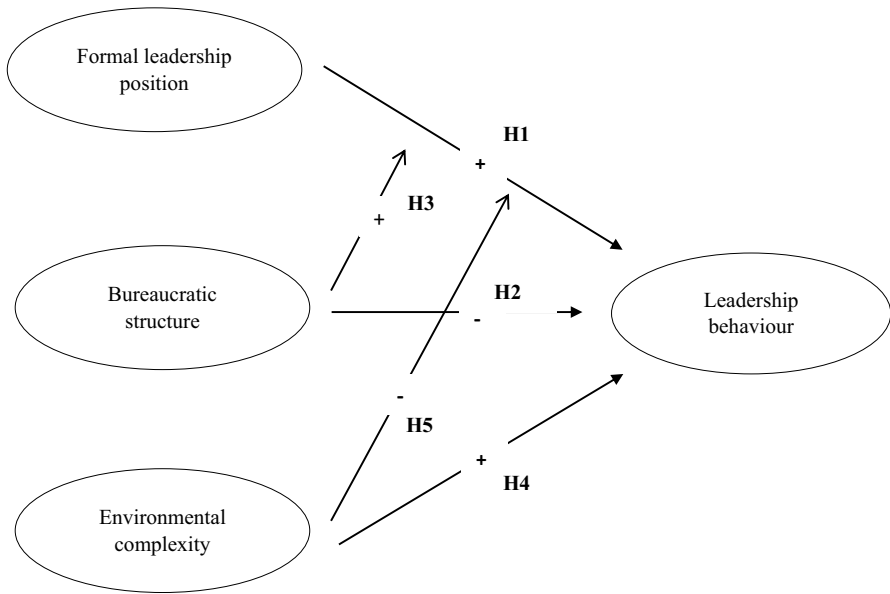 Formal leadership
position
H1
+
H3
+
Bureaucratic
structure
H2
-
Leadership
behaviour
-
H5
+
H4
Environmental
complexity